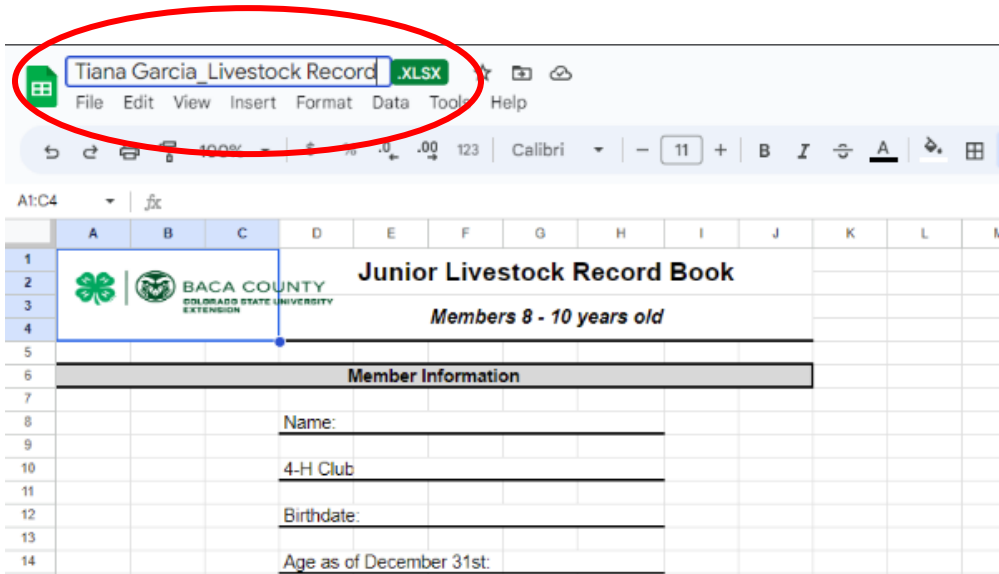 Tiana Garcia_Livestock Record .XLSX
File Edit View Insert Format Data Tools Help
100% $ % .0 .00 123 Calibri − 11 + B I A
A1:C4 fx
A B C D E F G H I J K L
1
2
3
4
5
6
7
8
9
10
11
12
13
14
BACA COUNTY
COLORADO STATE UNIVERSITY
EXTENSION
Junior Livestock Record Book
Members 8 - 10 years old
Member Information
Name:
4-H Club
Birthdate:
Age as of December 31st: